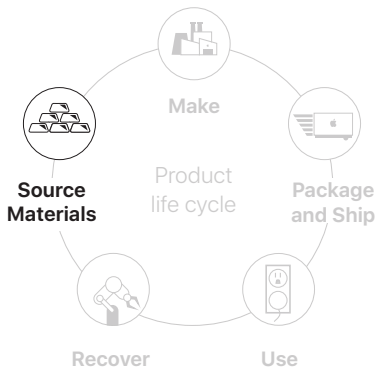 Make
Source
Materials
Product
life cycle
Package
and Ship
Recover
Use